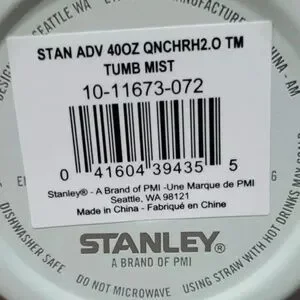 STAN ADV 40OZ QNCHRH2.O TM
TUMB MIST
10-11673-072
0 41604 39435 5
Stanley® - A Brand of PMI -Une Marque de PMI
Seattle, WA 98121
Made in China - Fabriqué en Chine
STANLEY®
A BRAND OF PMI
DISHWASHER SAFE
DO NOT MICROWAVE
USING STRAW WITH HOT DRINKS MAY
SEATTLE WA